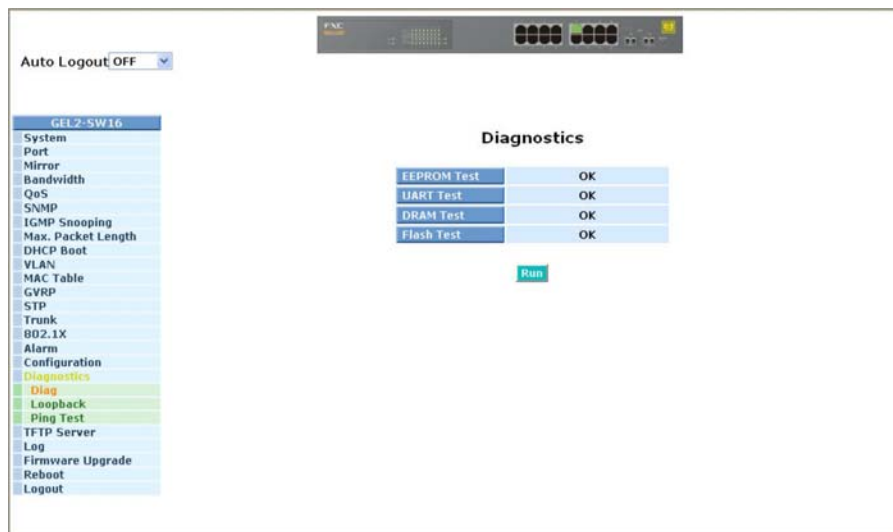 FXC
Auto Logout OFF
GEL2-SW16
System
Port
Mirror
Bandwidth
QoS
SNMP
IGMP Snooping
Max. Packet Length
DHCP Boot
VLAN
MAC Table
GVRP
STP
Trunk
802.1X
Alarm
Configuration
Diagnostics
Diag
Loopback
Ping Test
TFTP Server
Log
Firmware Upgrade
Reboot
Logout
Diagnostics
EEPROM Test OK
UART Test OK
DRAM Test OK
Flash Test OK
Run